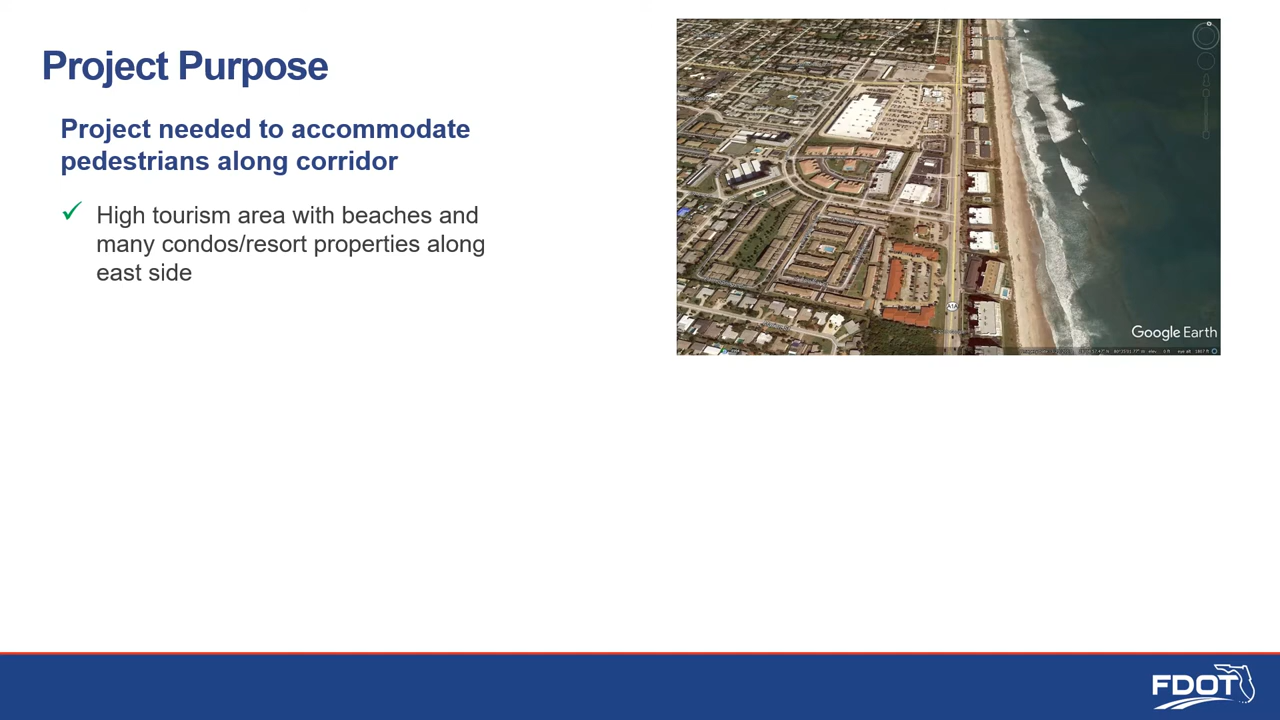 Project Purpose
Project needed to accommodate
pedestrians along corridor
✓ High tourism area with beaches and
many condos/resort properties along
east side
A1A
Google Earth
FDOT